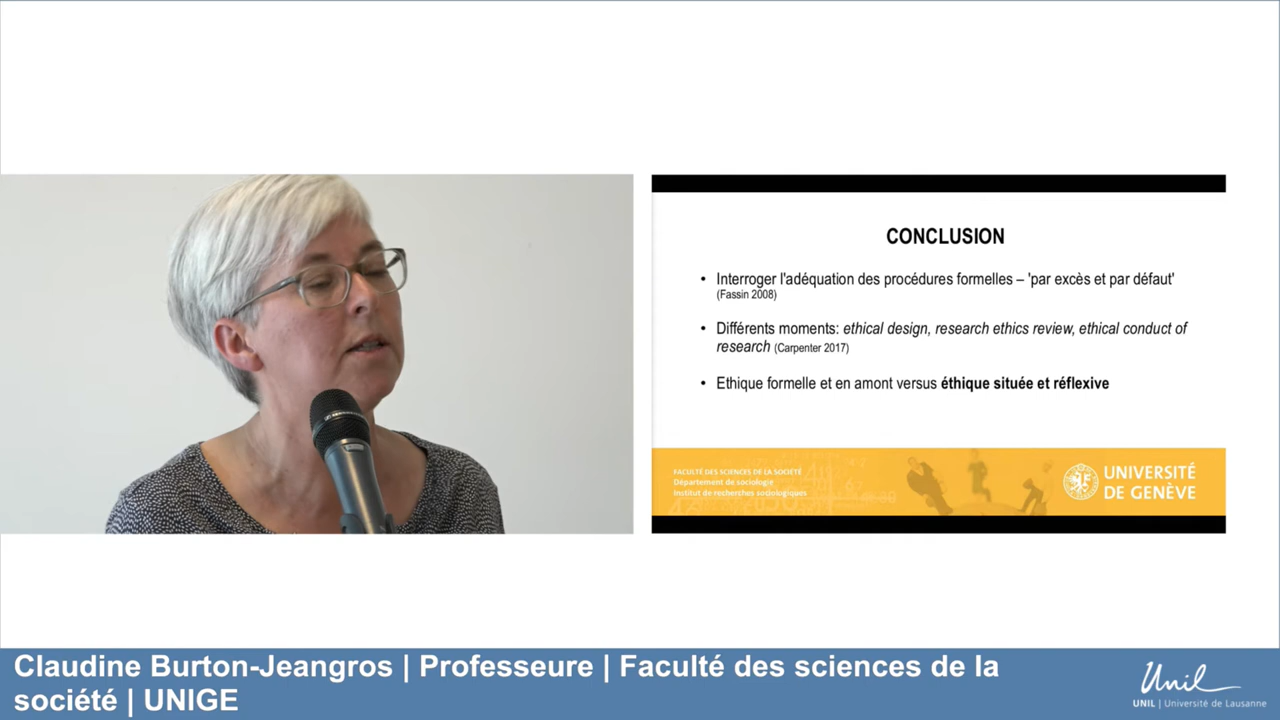 CONCLUSION
• Interroger l'adéquation des procédures formelles – 'par excès et par défaut'
(Fassin 2008)
• Différents moments: ethical design, research ethics review, ethical conduct of
research (Carpenter 2017)
• Ethique formelle et en amont versus éthique située et réflexive
FACULTÉ DES SCIENCES DE LA SOCIÉTÉ
Département de sociologie
Institut de recherches sociologiques
UNIVERSITÉ
DE GENÈVE
Claudine Burton-Jeangros | Professeure | Faculté des sciences de la
société | UNIGE
Unil
UNIL | Université de Lausanne